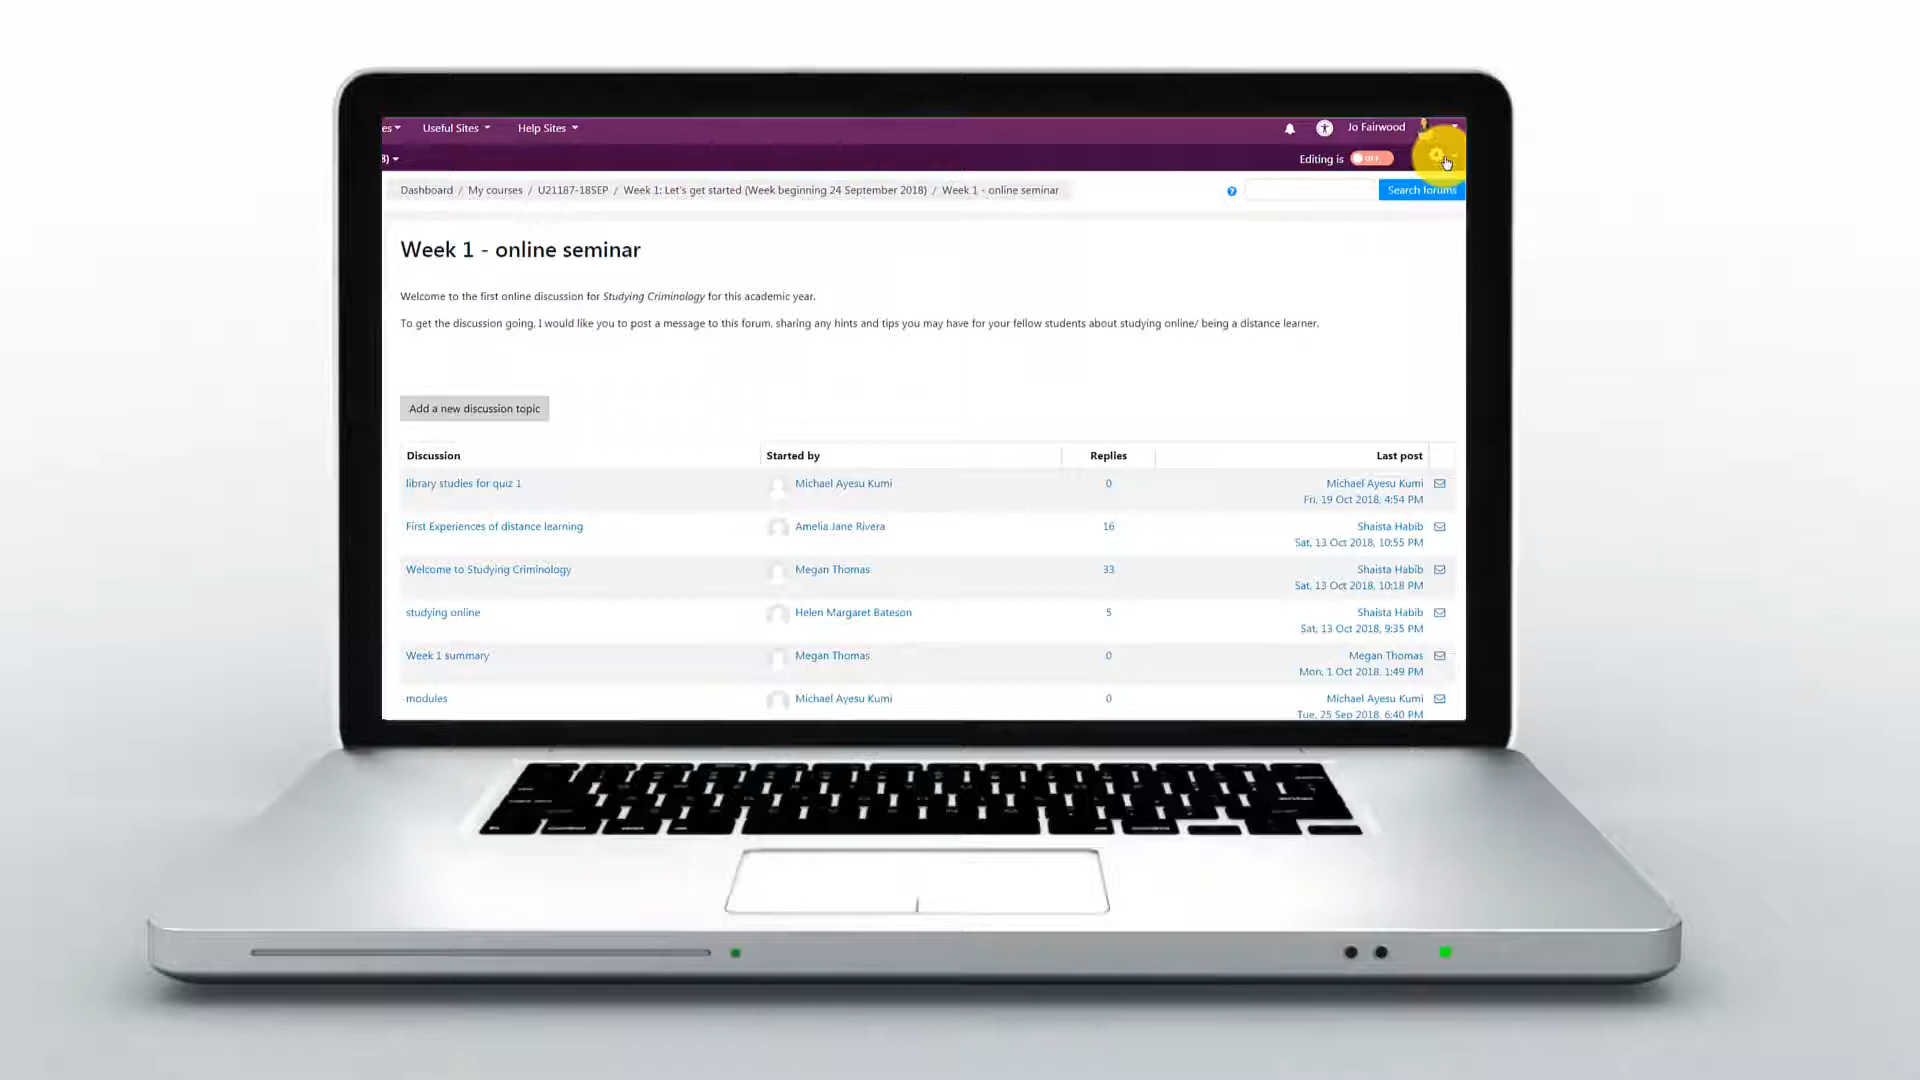 es Useful Sites Help Sites Jo Fairwood
8) Editing is OFF
Dashboard / My courses / U21187-18SEP / Week 1: Let's get started (Week beginning 24 September 2018) / Week 1 - online seminar Search forums
Week 1 - online seminar
Welcome to the first online discussion for Studying Criminology for this academic year.
To get the discussion going, I would like you to post a message to this forum, sharing any hints and tips you may have for your fellow students about studying online/ being a distance learner.
Add a new discussion topic
Discussion Started by Replies Last post
library studies for quiz 1 Michael Ayesu Kumi 0 Michael Ayesu Kumi
Fri, 19 Oct 2018, 4:54 PM
First Experiences of distance learning Amelia Jane Rivera 16 Shaista Habib
Sat, 13 Oct 2018, 10:55 PM
Welcome to Studying Criminology Megan Thomas 33 Shaista Habib
Sat, 13 Oct 2018, 10:18 PM
studying online Helen Margaret Bateson 5 Shaista Habib
Sat, 13 Oct 2018, 9:35 PM
Week 1 summary Megan Thomas 0 Megan Thomas
Mon, 1 Oct 2018, 1:49 PM
modules Michael Ayesu Kumi 0 Michael Ayesu Kumi
Tue, 25 Sep 2018, 6:40 PM